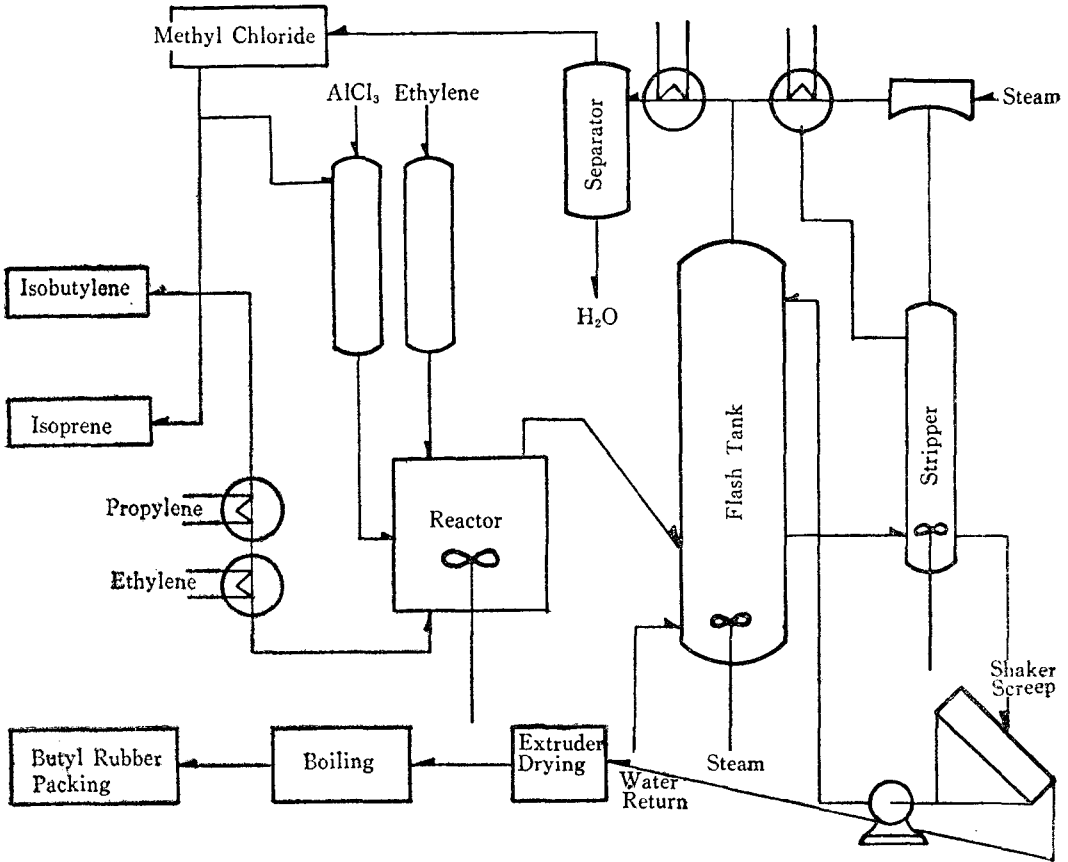 Methyl Chloride
AlCl₃ Ethylene
Steam
Separator
H₂O
Isobutylene
Isoprene
Propylene
Ethylene
Reactor
Flash Tank
Stripper
Shaker
Screep
Butyl Rubber
Packing
Boiling
Extruder
Drying
Water
Return
Steam